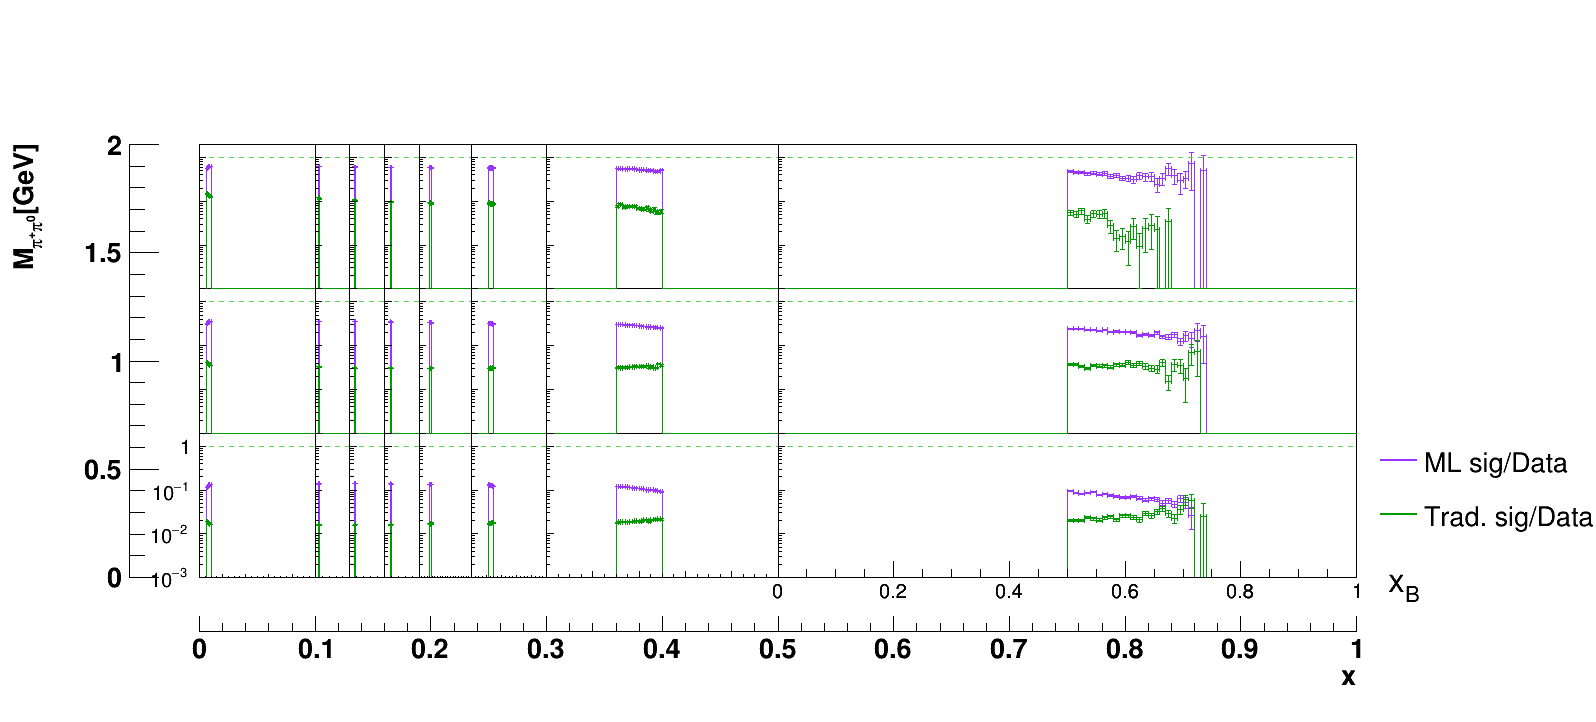 M_{π⁺π⁰}[GeV]
2
1.5
1
0.5
0
1
10⁻¹
10⁻²
10⁻³
ML sig/Data
Trad. sig/Data
0 0.2 0.4 0.6 0.8 1
x_B
0 0.1 0.2 0.3 0.4 0.5 0.6 0.7 0.8 0.9 1
x